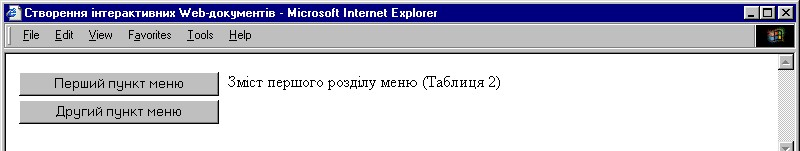 Створення інтерактивних Web-документів - Microsoft Internet Explorer
File Edit View Favorites Tools Help
Перший пункт меню Зміст першого розділу меню (Таблиця 2)
Другий пункт меню